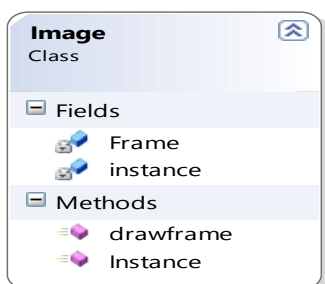 Image
Class
Fields
Frame
instance
Methods
drawframe
Instance